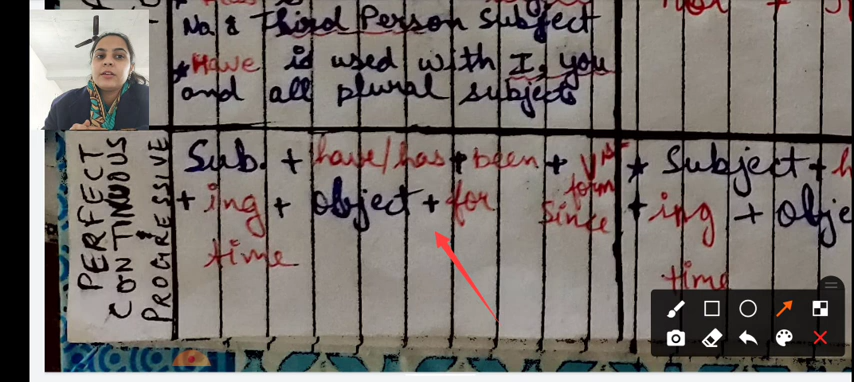 No. & Third Person Subject
*Have is used with I, you
and all plural subjects
PERFECT
CONTINUOUS
PROGRESSIVE
Sub. + have/has + been + Vist form
+ ing + object + for since
time
* Subject + h
+ ing + obje
time